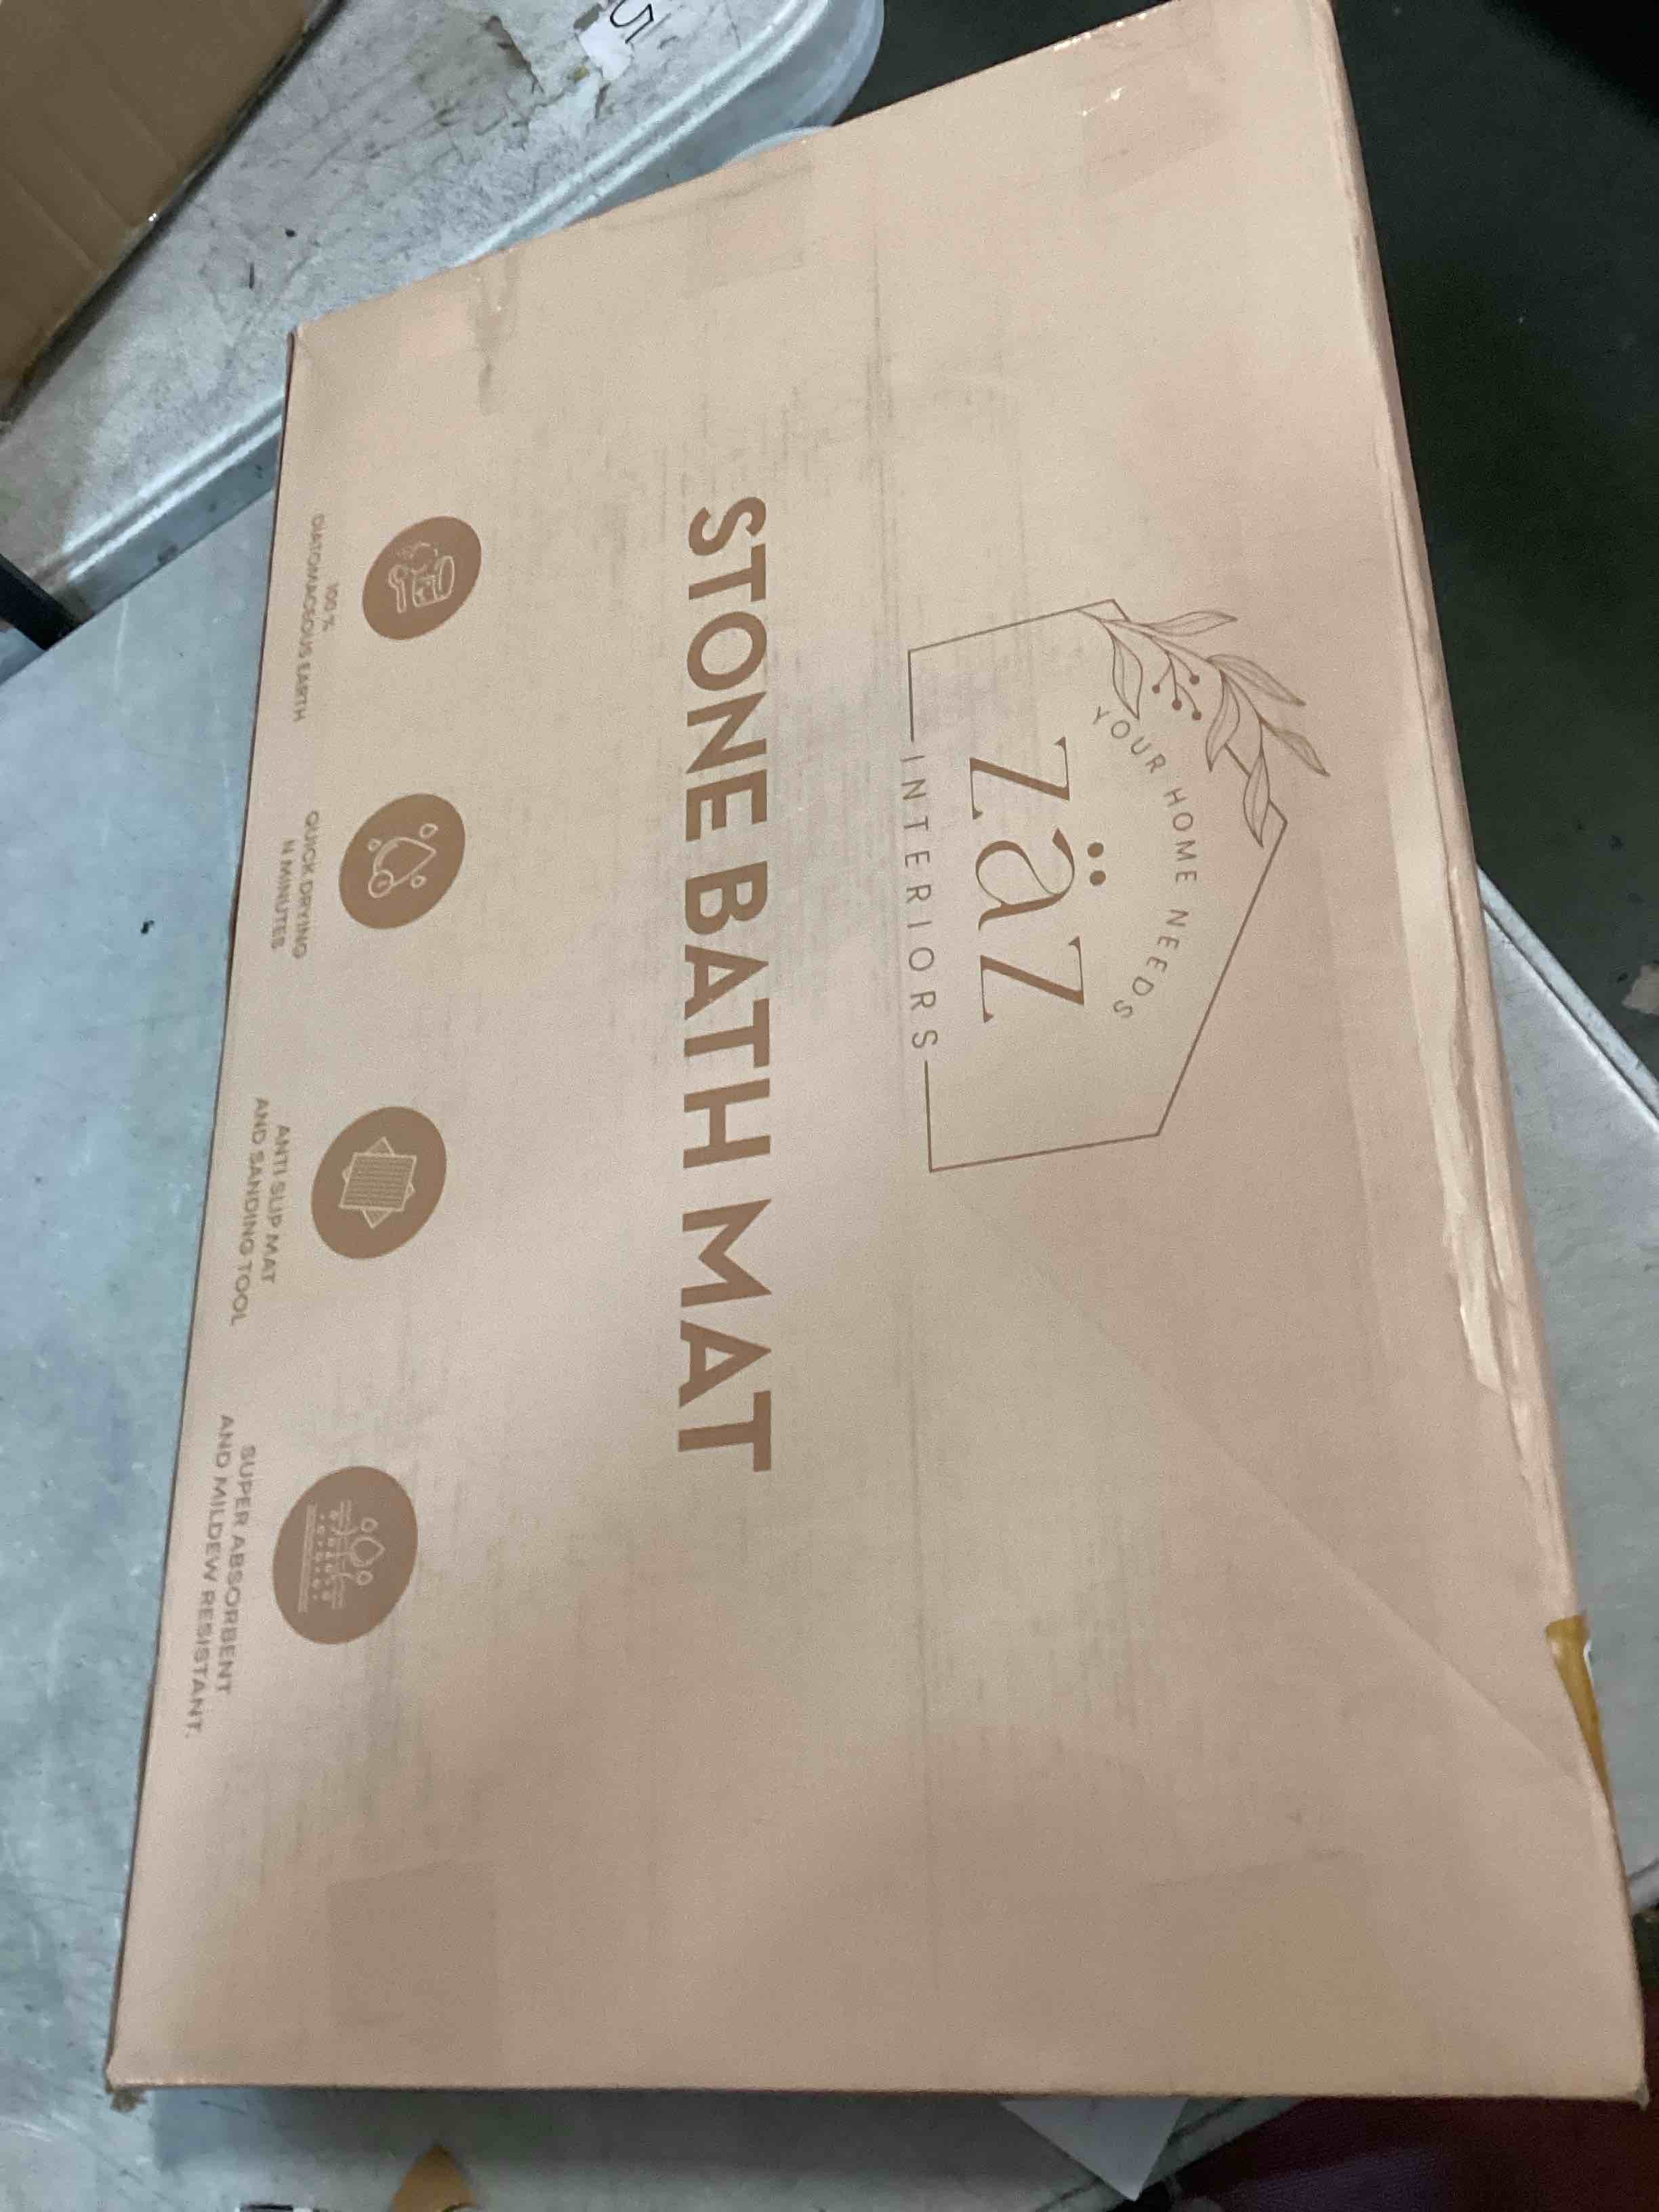 YOUR HOME NEEDS
zäz
INTERIORS
STONE BATH MAT
100 %
DIATOMACEOUS EARTH
QUICK DRYING
N MINUTES
ANTI SLIP MAT
AND SANDING TOOL
SUPER ABSORBENT
AND MILDEW RESISTANT.
5